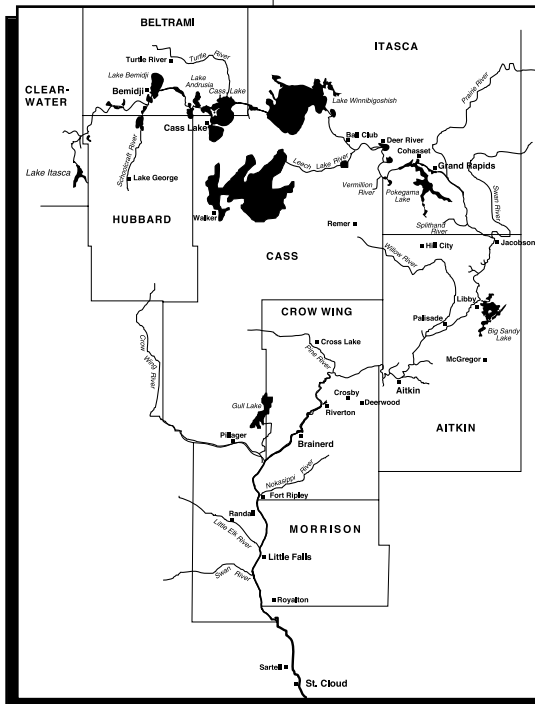 BELTRAMI
ITASCA
Turtle River
Turtle River
Lake Bemidji
Lake
Andrusia
Cass Lake
CLEAR-
WATER
Bemidji
Prairie River
Lake Winnibigoshish
Cass Lake
Ball Club
Deer River
Cohasset
Schoolcraft River
Leech Lake River
Grand Rapids
Lake Itasca
Lake George
Vermillion
River
Pokegama
Lake
Swan River
HUBBARD
Walker
Remer
Splithand
River
Jacobson
Willow River
Hill City
CASS
Libby
CROW WING
Palisade
Big Sandy
Lake
Crow
Wing River
Cross Lake
Pine River
McGregor
Aitkin
Crosby
Deerwood
Riverton
Gull Lake
AITKIN
Pillager
Brainerd
Nokasippi River
Fort Ripley
Randall
Little Elk
River
MORRISON
Little Falls
Swan
River
Royalton
Sartell
St. Cloud